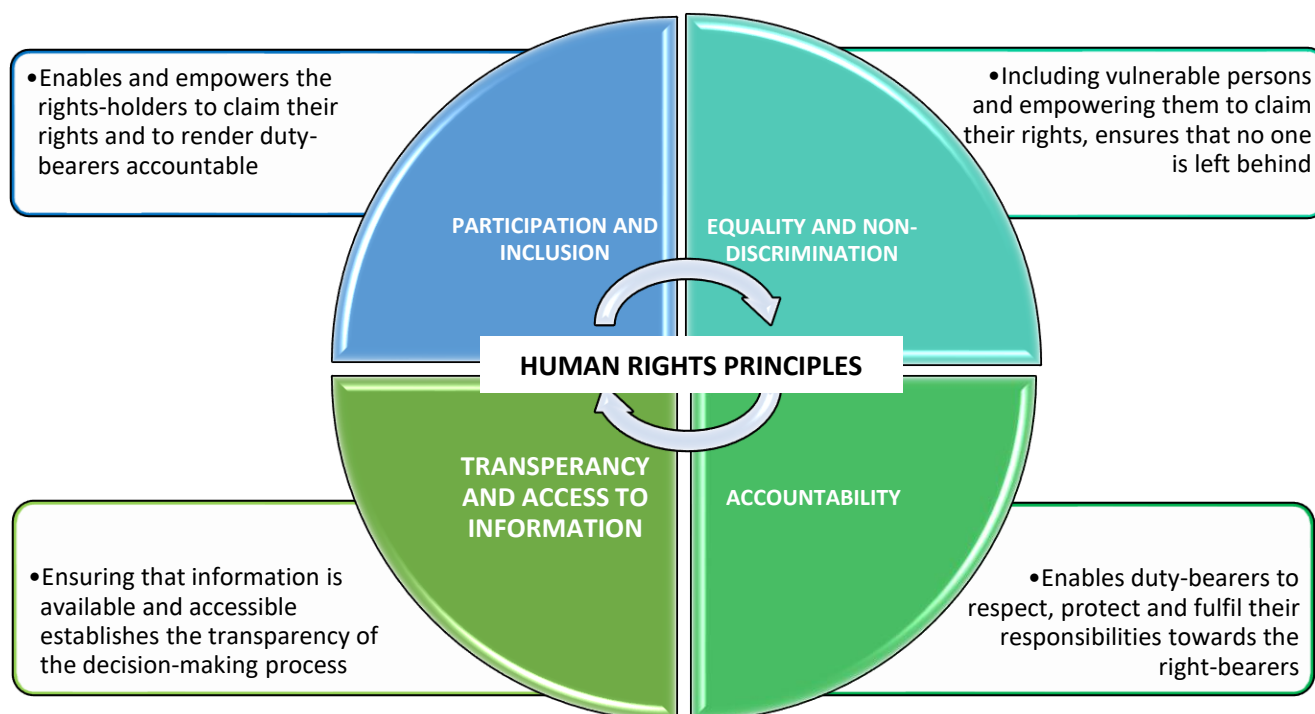 •Enables and empowers the
rights-holders to claim their
rights and to render duty-
bearers accountable
•Including vulnerable persons
and empowering them to claim
their rights, ensures that no one
is left behind
PARTICIPATION AND
INCLUSION
EQUALITY AND NON-
DISCRIMINATION
HUMAN RIGHTS PRINCIPLES
TRANSPERANCY
AND ACCESS TO
INFORMATION
ACCOUNTABILITY
•Ensuring that information is
available and accessible
establishes the transparency of
the decision-making process
•Enables duty-bearers to
respect, protect and fulfil their
responsibilities towards the
right-bearers